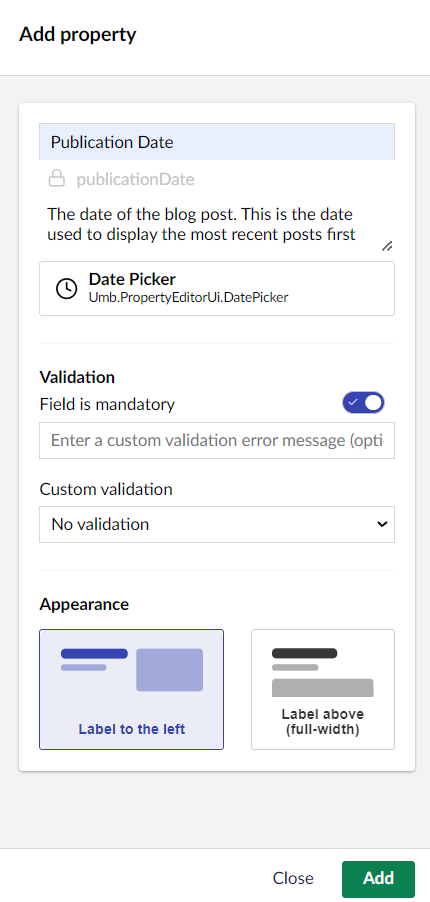 Add property
Publication Date
publicationDate
The date of the blog post. This is the date
used to display the most recent posts first
Date Picker
Umb.PropertyEditorUi.DatePicker
Validation
Field is mandatory
Enter a custom validation error message (opti
Custom validation
No validation
Appearance
Label to the left
Label above
(full-width)
Close
Add